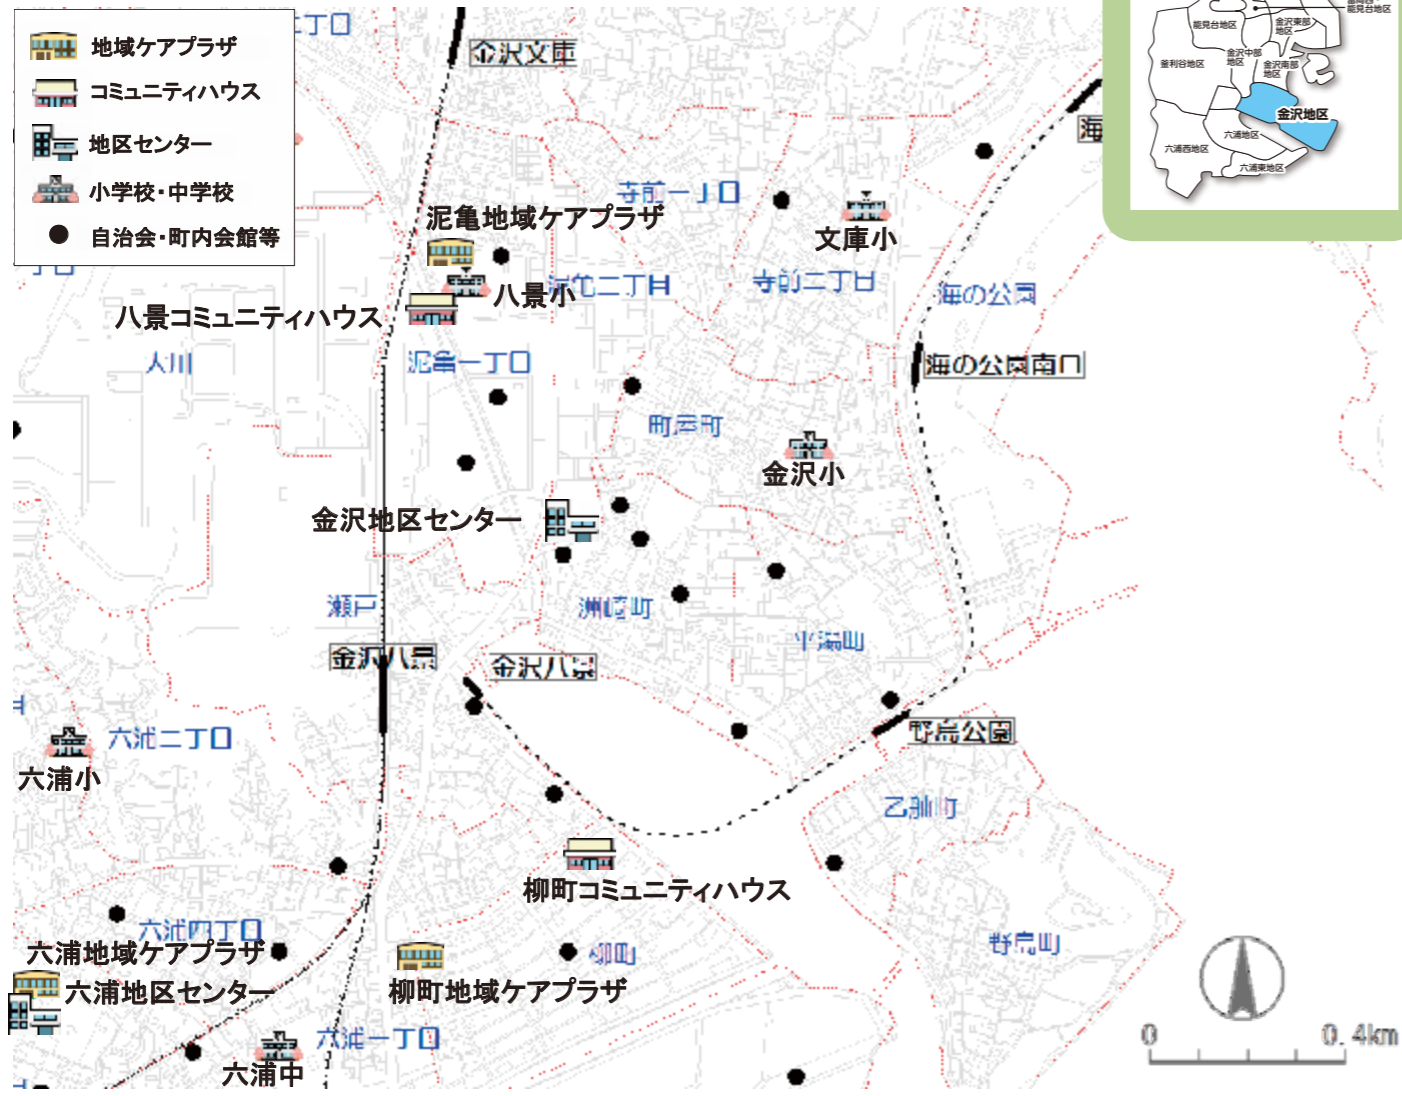 地域ケアプラザ
コミュニティハウス
地区センター
小学校・中学校
自治会・町内会館等
金沢文庫
能見台地区
能見台地区
金沢東部
地区
金沢中部
地区
釜利谷地区
金沢南部
地区
金沢地区
六浦地区
六浦西地区
六浦東地区
海
寺前一丁目
泥亀地域ケアプラザ
文庫小
八景小
寺前二丁目
海の公園
八景コミュニティハウス
泥亀一丁目
海の公園南口
町屋町
金沢小
金沢地区センター
瀬戸
洲崎町
平潟町
金沢八景
金沢八景
野島公園
六浦二丁目
六浦小
乙舳町
柳町コミュニティハウス
六浦四丁目
野島町
六浦地域ケアプラザ
柳町
六浦地区センター
柳町地域ケアプラザ
六浦一丁目
六浦中
0 0.4km